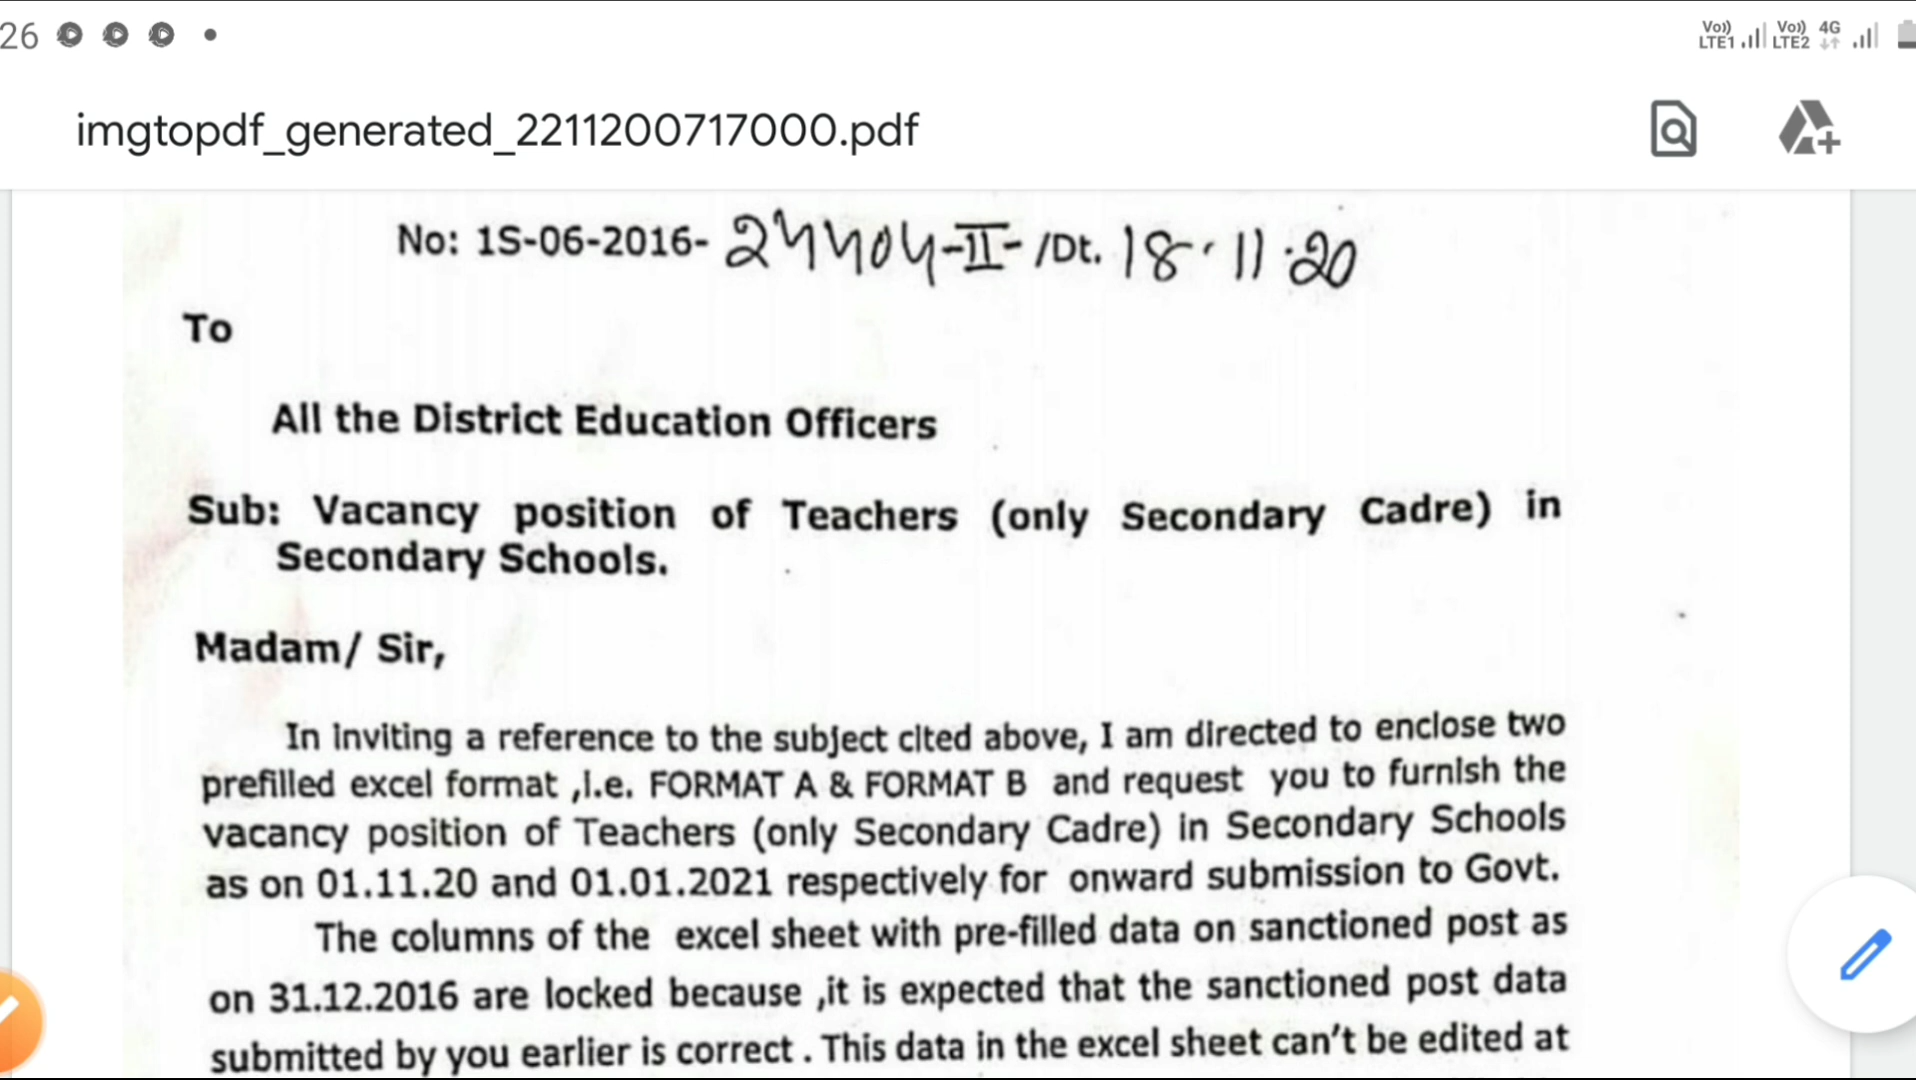 26
Vo)) LTE1 Vo)) LTE2 4G
imgtopdf_generated_2211200717000.pdf
No: 1S-06-2016- 24404-II- /Dt. 18.11.20
To
All the District Education Officers
Sub: Vacancy position of Teachers (only Secondary Cadre) in
Secondary Schools.
Madam/ Sir,
In inviting a reference to the subject cited above, I am directed to enclose two
prefilled excel format ,i.e. FORMAT A & FORMAT B and request you to furnish the
vacancy position of Teachers (only Secondary Cadre) in Secondary Schools
as on 01.11.20 and 01.01.2021 respectively for onward submission to Govt.
The columns of the excel sheet with pre-filled data on sanctioned post as
on 31.12.2016 are locked because ,it is expected that the sanctioned post data
submitted by you earlier is correct . This data in the excel sheet can't be edited at